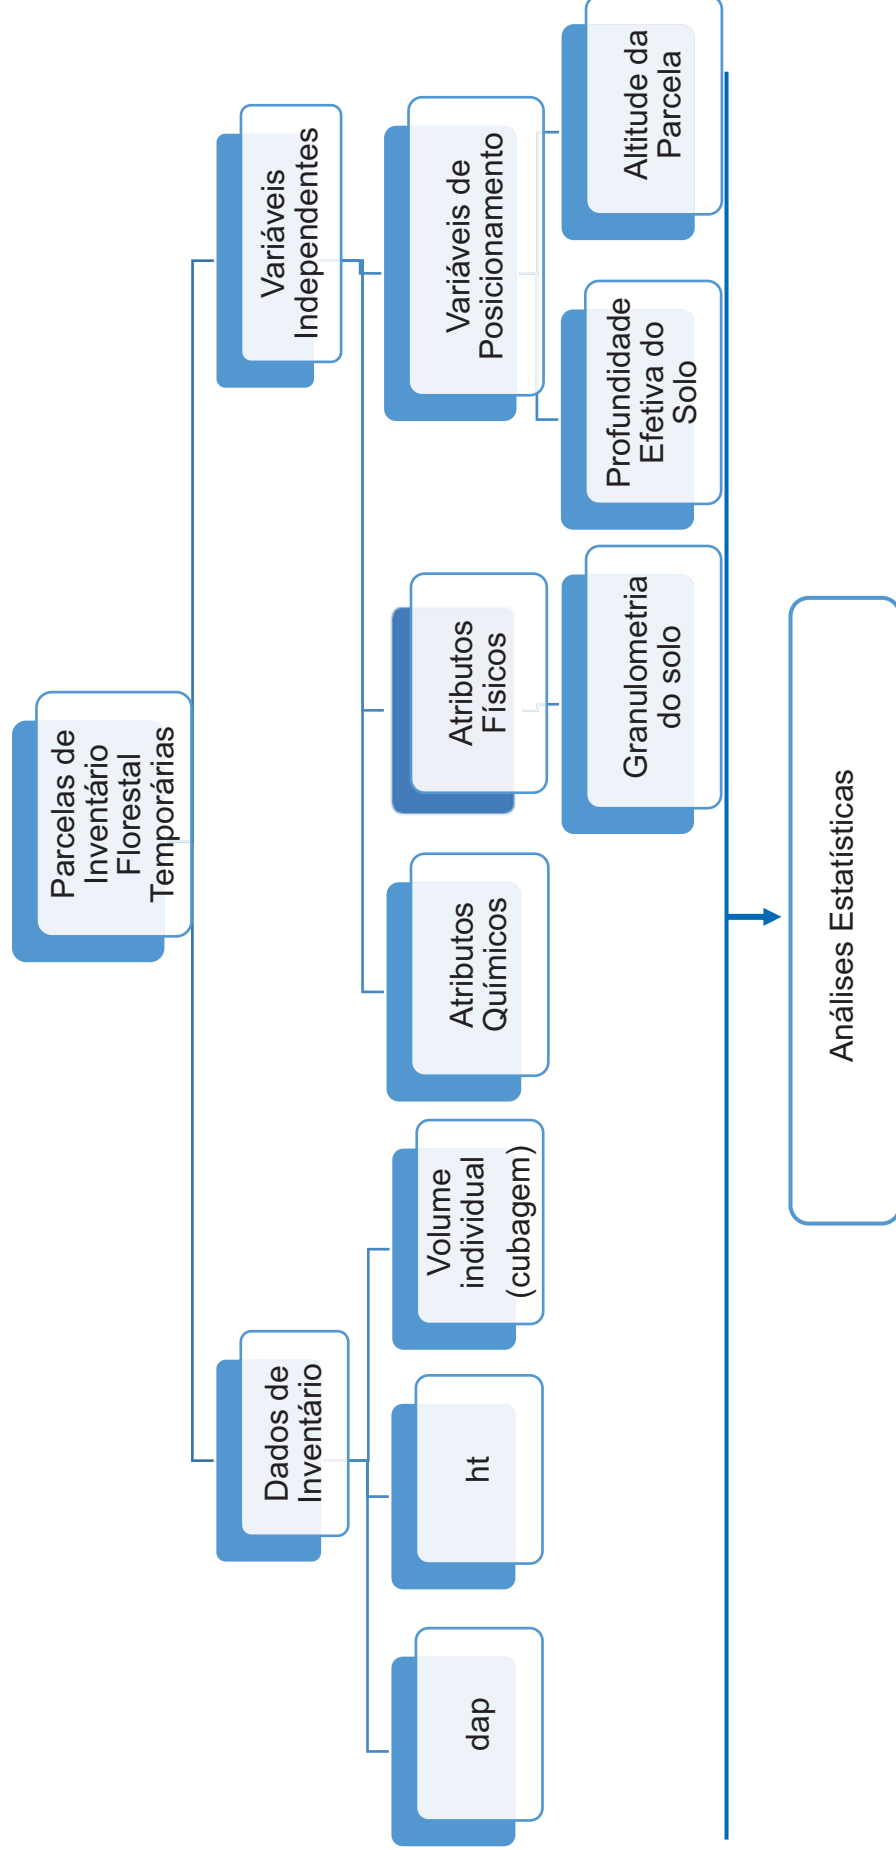 Parcelas de
Inventário
Florestal
Temporárias
Dados de
Inventário
Variáveis
Independentes
dap
ht
Volume
individual
(cubagem)
Atributos
Químicos
Atributos
Físicos
Variáveis de
Posicionamento
Granulometria
do solo
Profundidade
Efetiva do
Solo
Altitude da
Parcela
Análises Estatísticas